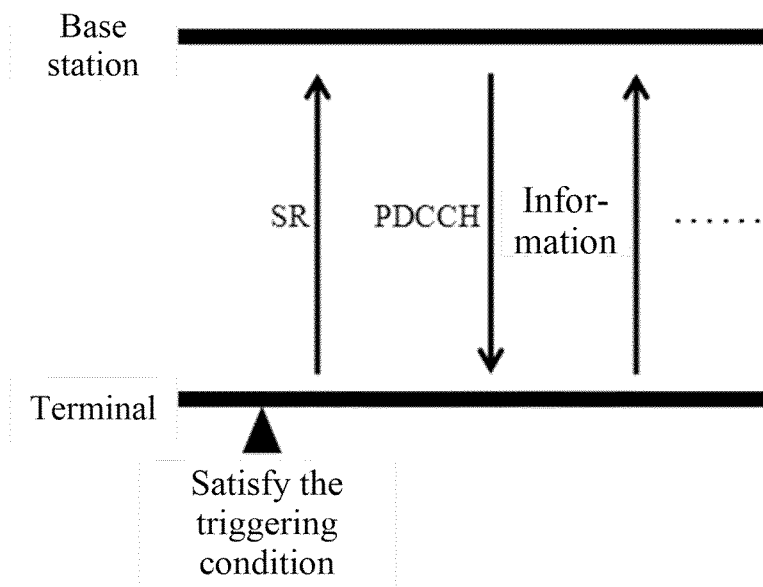 Base
station
SR
PDCCH
Infor-
mation
......
Terminal
Satisfy the
triggering
condition